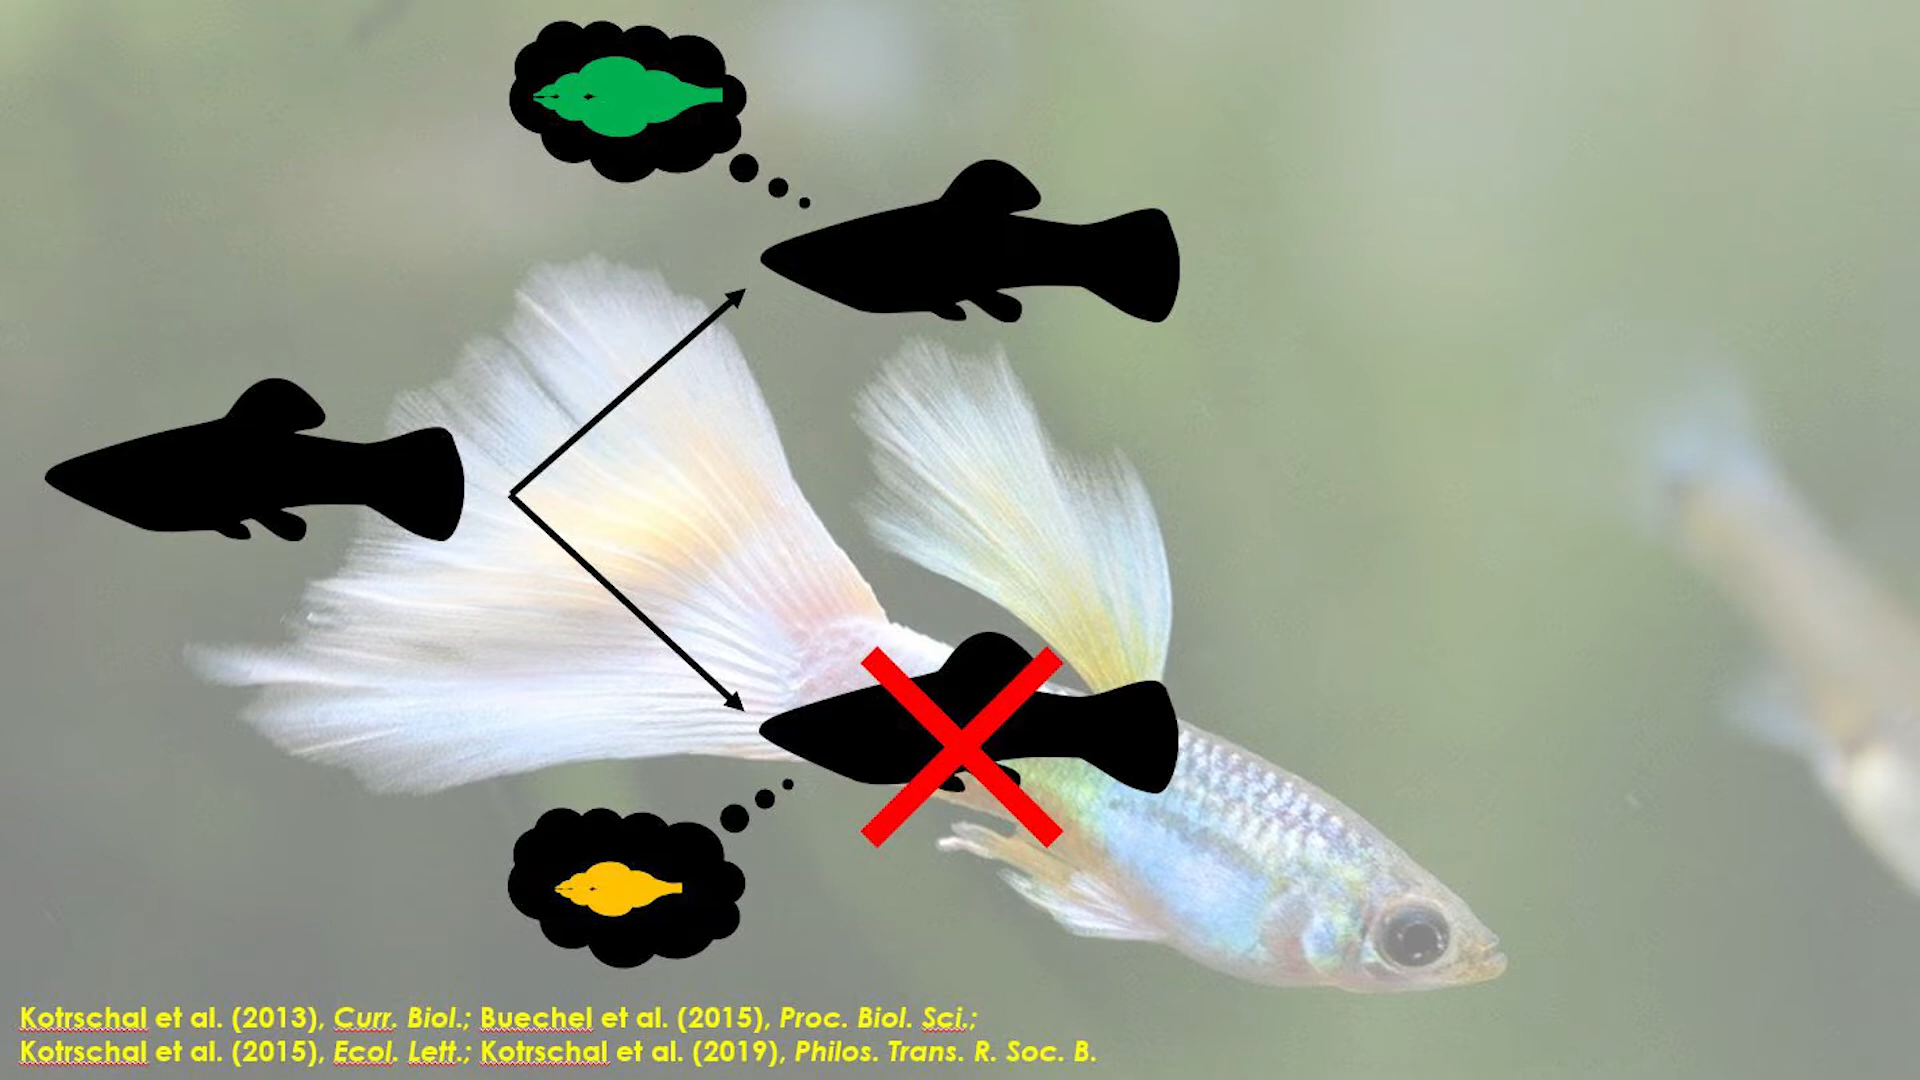 Kotrschal et al. (2013), Curr. Biol.; Buechel et al. (2015), Proc. Biol. Sci.;
Kotrschal et al. (2015), Ecol. Lett.; Kotrschal et al. (2019), Philos. Trans. R. Soc. B.